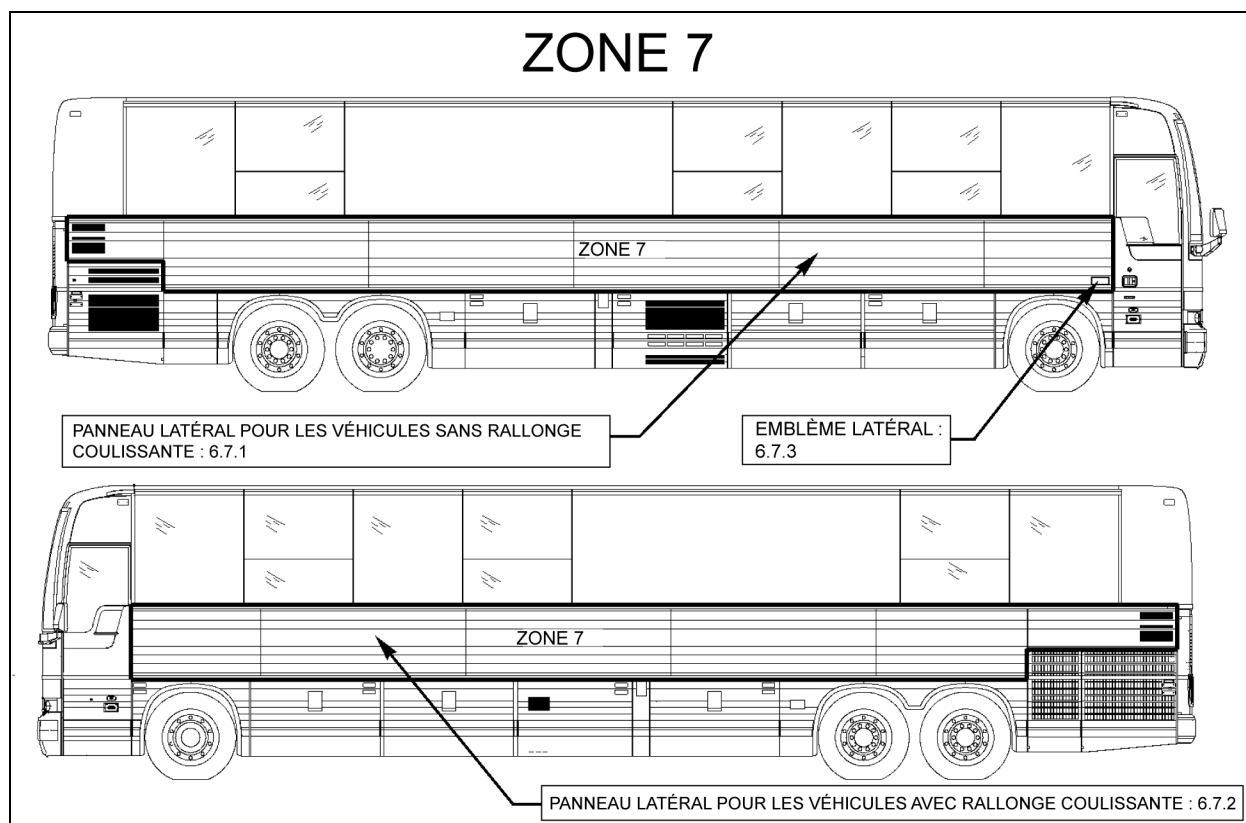 ZONE 7
ZONE 7
PANNEAU LATÉRAL POUR LES VÉHICULES SANS RALLONGE
COULISSANTE : 6.7.1
EMBLÈME LATÉRAL :
6.7.3
ZONE 7
PANNEAU LATÉRAL POUR LES VÉHICULES AVEC RALLONGE COULISSANTE : 6.7.2